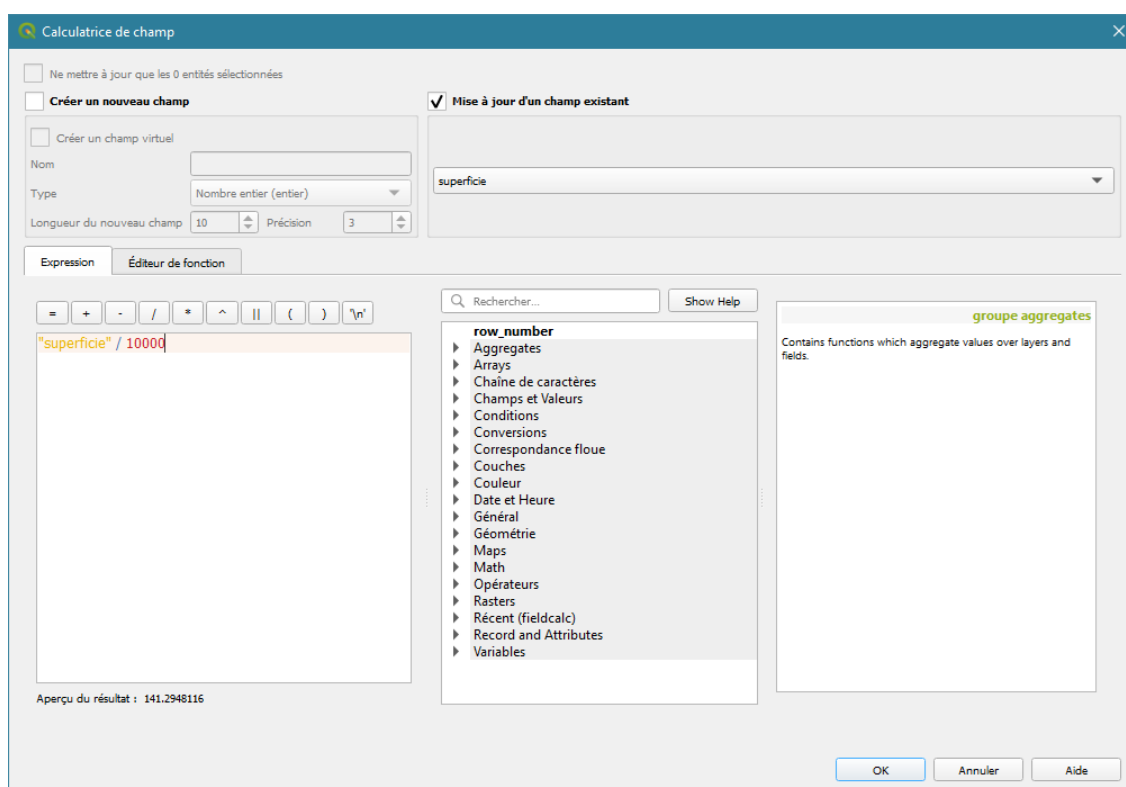 Calculatrice de champ
Ne mettre à jour que les 0 entités sélectionnées
Créer un nouveau champ
Mise à jour d'un champ existant
Créer un champ virtuel
Nom
Type Nombre entier (entier)
Longueur du nouveau champ 10 Précision 3
superficie
Expression Éditeur de fonction
= + - / * ^ || ( ) '\n'
"superficie" / 10000
Aperçu du résultat : 141.2948116
Rechercher... Show Help
row_number
Aggregates
Arrays
Chaîne de caractères
Champs et Valeurs
Conditions
Conversions
Correspondance floue
Couches
Couleur
Date et Heure
Général
Géométrie
Maps
Math
Opérateurs
Rasters
Récent (fieldcalc)
Record and Attributes
Variables
groupe aggregates
Contains functions which aggregate values over layers and
fields.
OK Annuler Aide